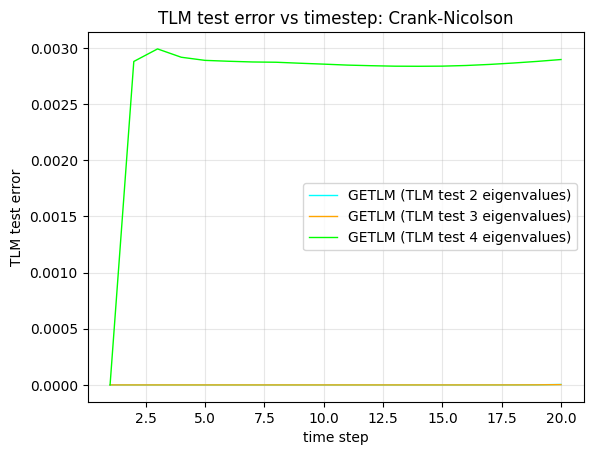 TLM test error vs timestep: Crank-Nicolson
TLM test error
0.0030
0.0025
0.0020
0.0015
0.0010
0.0005
0.0000
GETLM (TLM test 2 eigenvalues)
GETLM (TLM test 3 eigenvalues)
GETLM (TLM test 4 eigenvalues)
2.5 5.0 7.5 10.0 12.5 15.0 17.5 20.0
time step